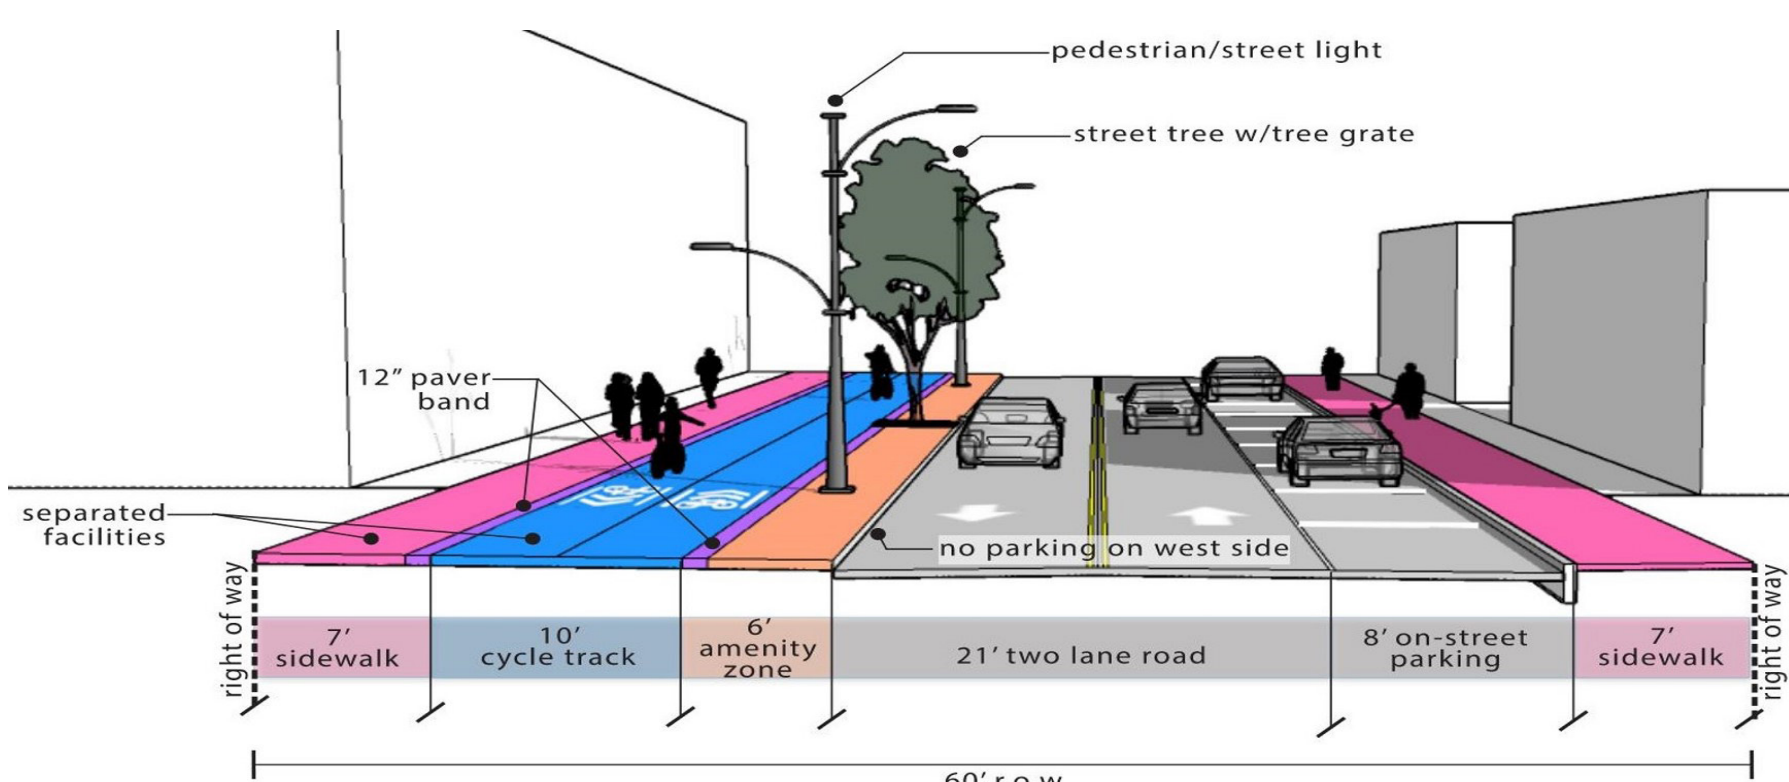 pedestrian/street light
street tree w/tree grate
12” paver
band
separated
facilities
no parking on west side
right of way
7’
sidewalk
10’
cycle track
6’
amenity
zone
21’ two lane road
8’ on-street
parking
7’
sidewalk
right of way
60’ r.o.w.